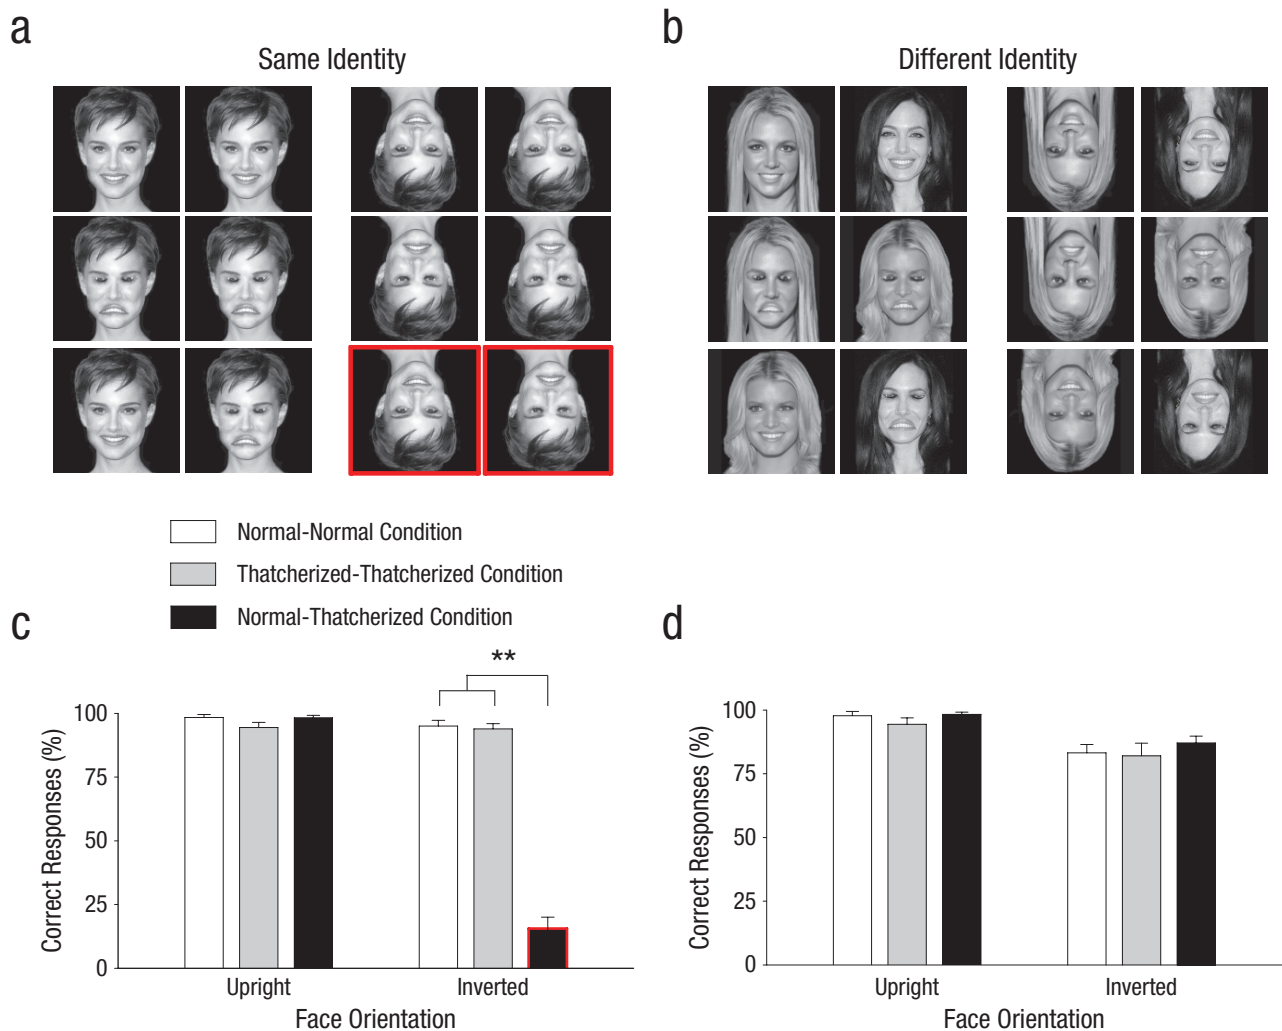 a
Same Identity
b
Different Identity
Normal-Normal Condition
Thatcherized-Thatcherized Condition
Normal-Thatcherized Condition
c
**
100
75
50
25
0
Correct Responses (%)
Upright
Inverted
Face Orientation
d
100
75
50
25
0
Correct Responses (%)
Upright
Inverted
Face Orientation